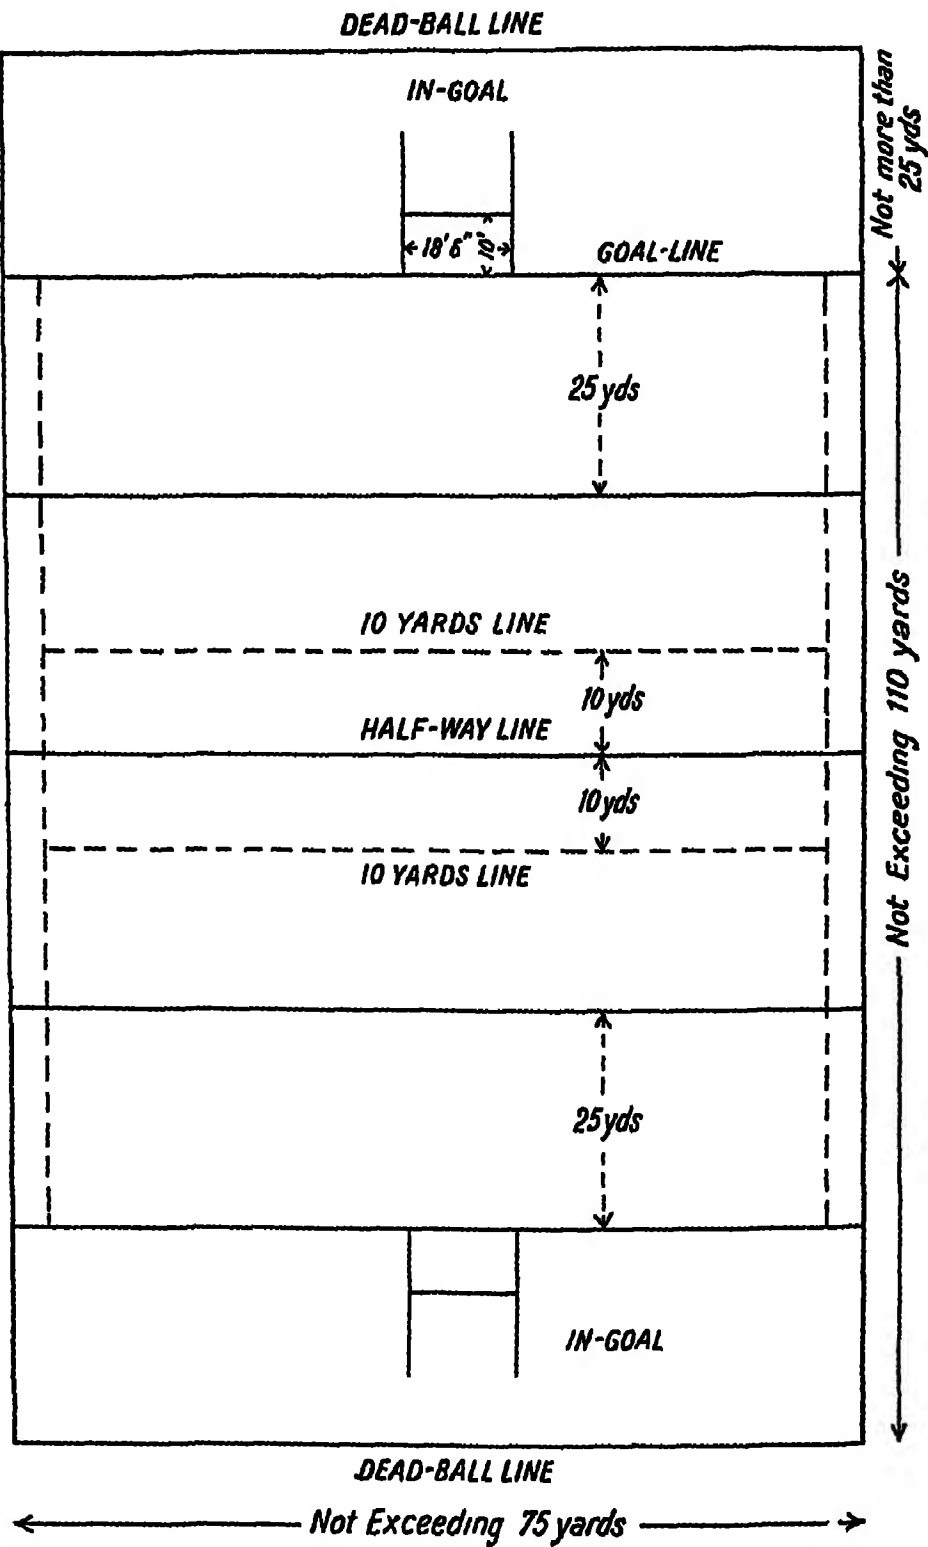 DEAD-BALL LINE
IN-GOAL
Not more than
25 yds
18'6" 10'
GOAL-LINE
25 yds
10 YARDS LINE
10 yds
HALF-WAY LINE
10 yds
10 YARDS LINE
Not Exceeding 110 yards
25 yds
IN-GOAL
DEAD-BALL LINE
Not Exceeding 75 yards